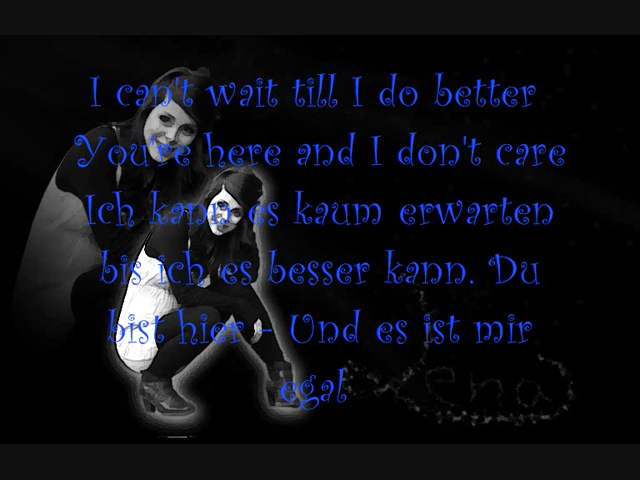 I can't wait till I do better
You're here and I don't care
Ich kann es kaum erwarten
bis ich es besser kann. Du
bist hier - Und es ist mir
egal
Lena